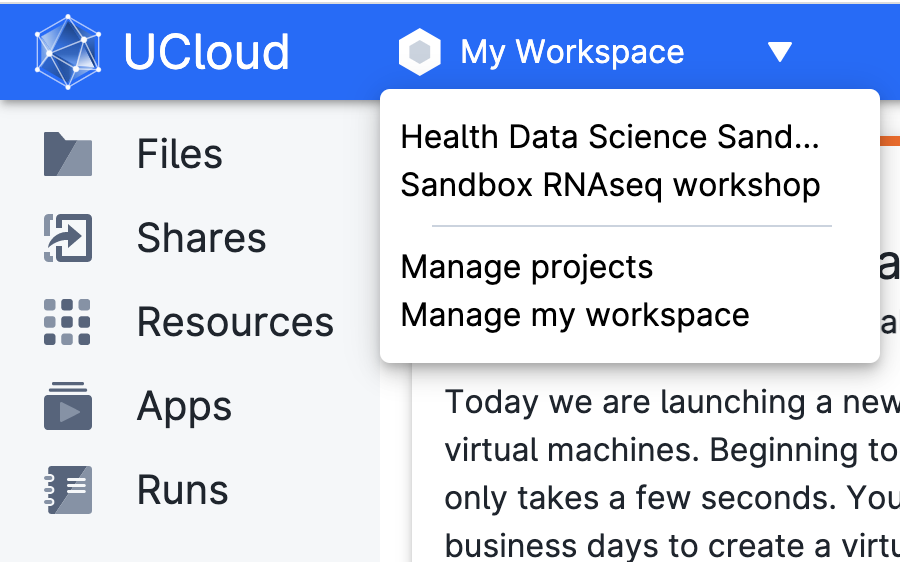 UCloud
My Workspace
Health Data Science Sand...
Sandbox RNAseq workshop
Manage projects
Manage my workspace
Files
Shares
Resources
Apps
Runs
Today we are launching a new
virtual machines. Beginning to
only takes a few seconds. You
business days to create a virtu